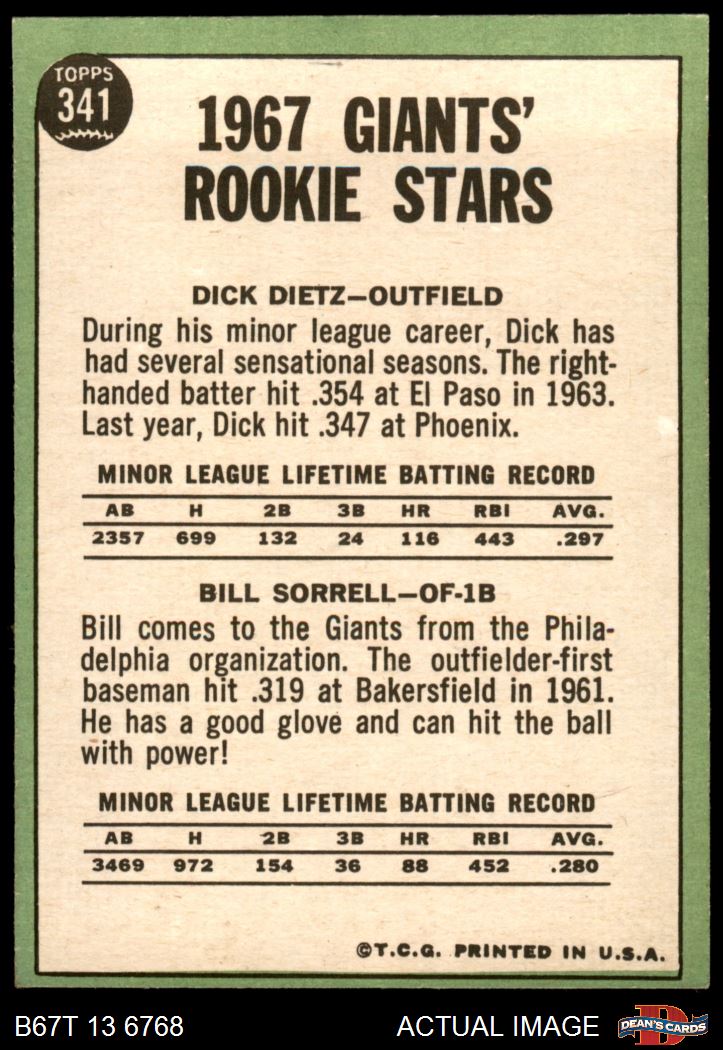 TOPPS
341
1967 GIANTS'
ROOKIE STARS
DICK DIETZ—OUTFIELD
During his minor league career, Dick has
had several sensational seasons. The right-
handed batter hit .354 at El Paso in 1963.
Last year, Dick hit .347 at Phoenix.
MINOR LEAGUE LIFETIME BATTING RECORD
AB H 2B 3B HR RBI AVG.
2357 699 132 24 116 443 .297
BILL SORRELL—OF-1B
Bill comes to the Giants from the Phila-
delphia organization. The outfielder-first
baseman hit .319 at Bakersfield in 1961.
He has a good glove and can hit the ball
with power!
MINOR LEAGUE LIFETIME BATTING RECORD
AB H 2B 3B HR RBI AVG.
3469 972 154 36 88 452 .280
©T.C.G. PRINTED IN U.S.A.
B67T 13 6768 ACTUAL IMAGE
D
DEAN'S CARDS